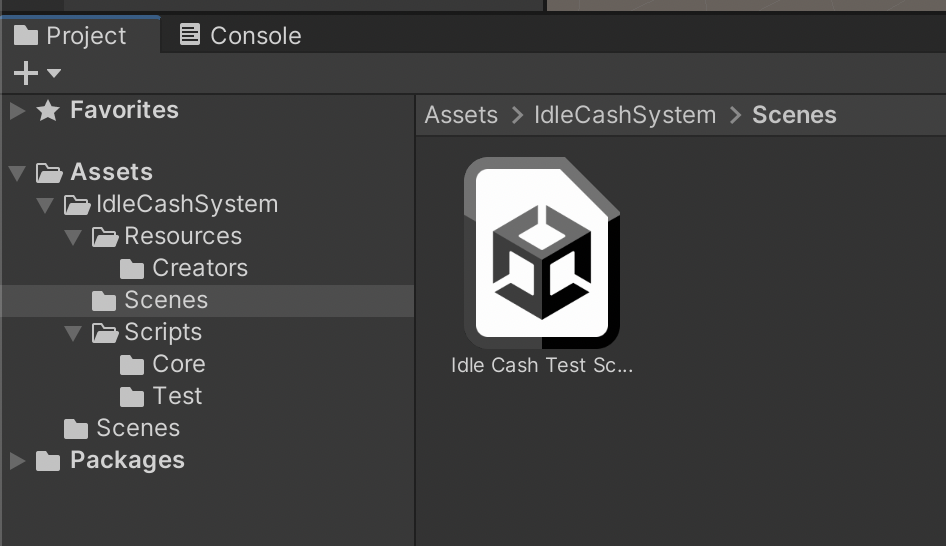 Project
Console
Favorites
Assets
IdleCashSystem
Resources
Creators
Scenes
Scripts
Core
Test
Scenes
Packages
Assets > IdleCashSystem > Scenes
Idle Cash Test Sc...